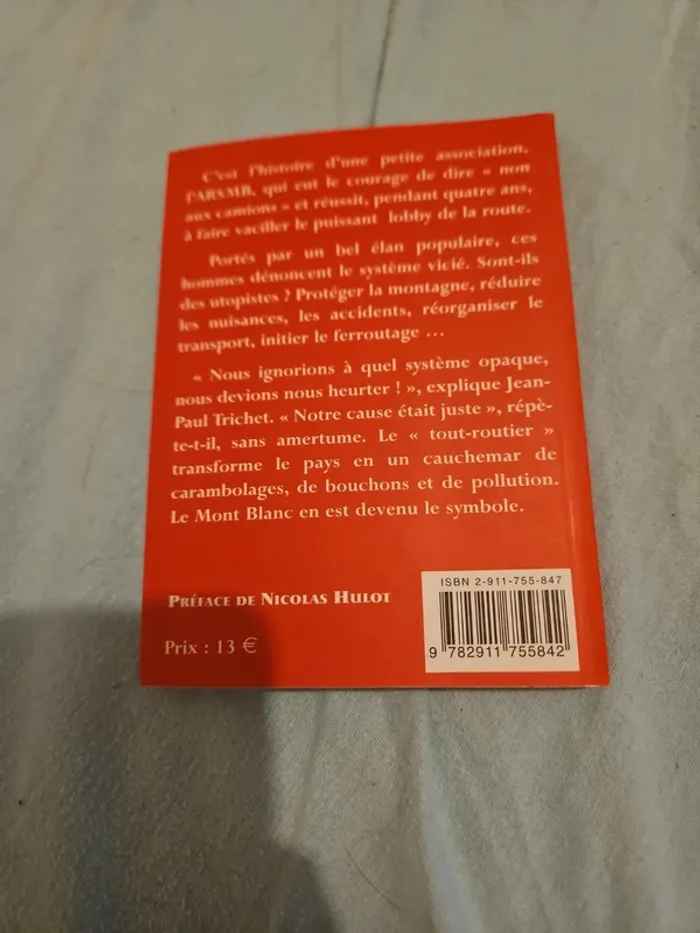 C'est l'histoire d'une petite association,
l'ARSMB, qui eut le courage de dire « non
aux camions » et réussit, pendant quatre ans,
à faire vaciller le puissant lobby de la route.
Portés par un bel élan populaire, ces
hommes dénoncent le système vicié. Sont-ils
des utopistes ? Protéger la montagne, réduire
les nuisances, les accidents, réorganiser le
transport, initier le ferroutage ...
« Nous ignorions à quel système opaque,
nous devions nous heurter ! », explique Jean-
Paul Trichet. « Notre cause était juste », répè-
te-t-il, sans amertume. Le « tout-routier »
transforme le pays en un cauchemar de
carambolages, de bouchons et de pollution.
Le Mont Blanc en est devenu le symbole.
PRÉFACE DE NICOLAS HULOT
Prix : 13 €
ISBN 2-911-755-847
9 782911 755842